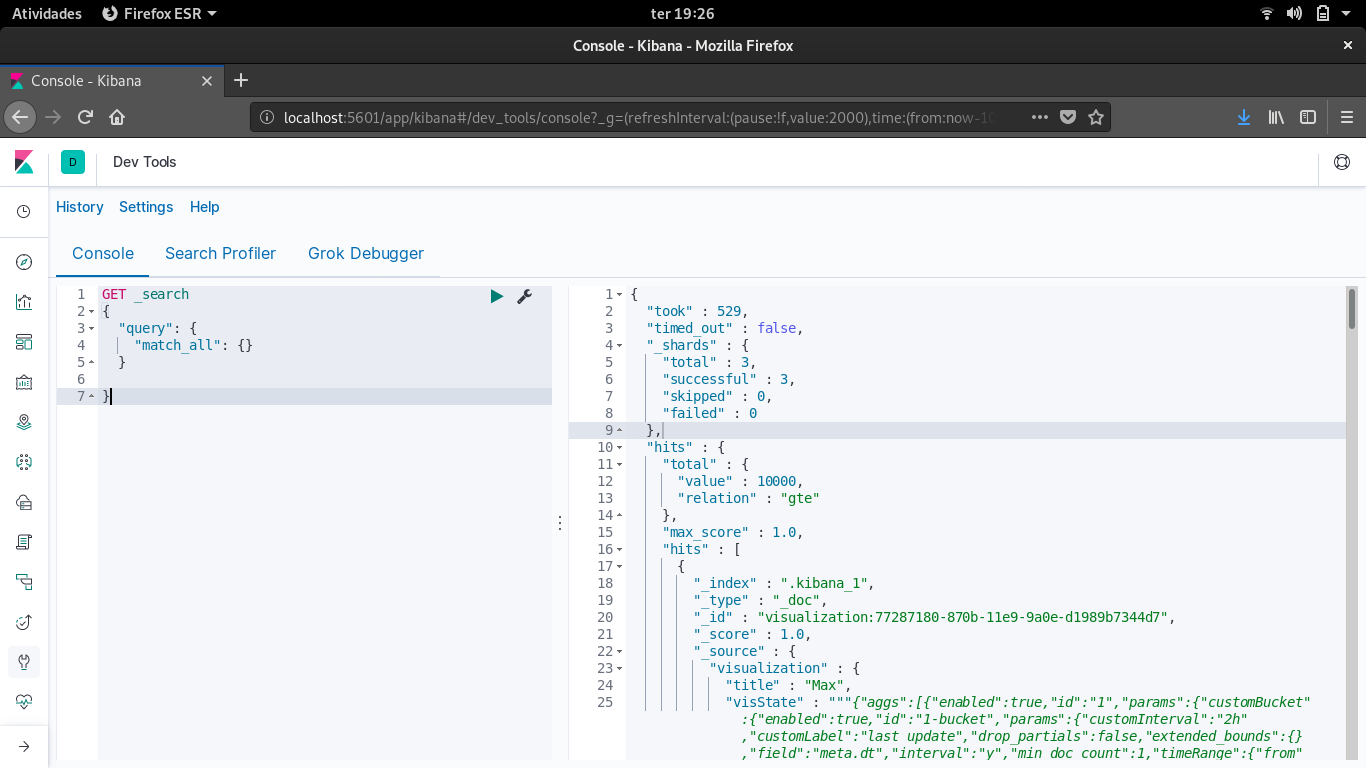 Atividades Firefox ESR ter 19:26
Console - Kibana - Mozilla Firefox
Console - Kibana
localhost:5601/app/kibana#/dev_tools/console?_g=(refreshInterval:(pause:!f,value:2000),time:(from:now-10
D Dev Tools
History Settings Help
Console Search Profiler Grok Debugger
1 GET _search
2 {
3 "query": {
4 "match_all": {}
5 }
6
7 }
1 {
2 "took" : 529,
3 "timed_out" : false,
4 "_shards" : {
5 "total" : 3,
6 "successful" : 3,
7 "skipped" : 0,
8 "failed" : 0
9 },
10 "hits" : {
11 "total" : {
12 "value" : 10000,
13 "relation" : "gte"
14 },
15 "max_score" : 1.0,
16 "hits" : [
17 {
18 "_index" : ".kibana_1",
19 "_type" : "_doc",
20 "_id" : "visualization:77287180-870b-11e9-9a0e-d1989b7344d7",
21 "_score" : 1.0,
22 "_source" : {
23 "visualization" : {
24 "title" : "Max",
25 "visState" : """{"aggs":[{"enabled":true,"id":"1","params":{"customBucket"
:{"enabled":true,"id":"1-bucket","params":{"customInterval":"2h"
,"customLabel":"last update","drop_partials":false,"extended_bounds":{}
,"field":"meta.dt","interval":"y","min_doc_count":1,"timeRange":{"from"